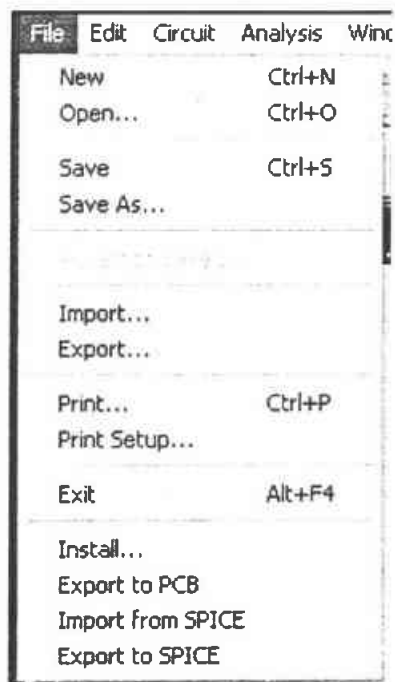 File Edit Circuit Analysis
New Ctrl+N
Open... Ctrl+O
Save Ctrl+S
Save As...
Import...
Export...
Print... Ctrl+P
Print Setup...
Exit Alt+F4
Install...
Export to PCB
Import from SPICE
Export to SPICE